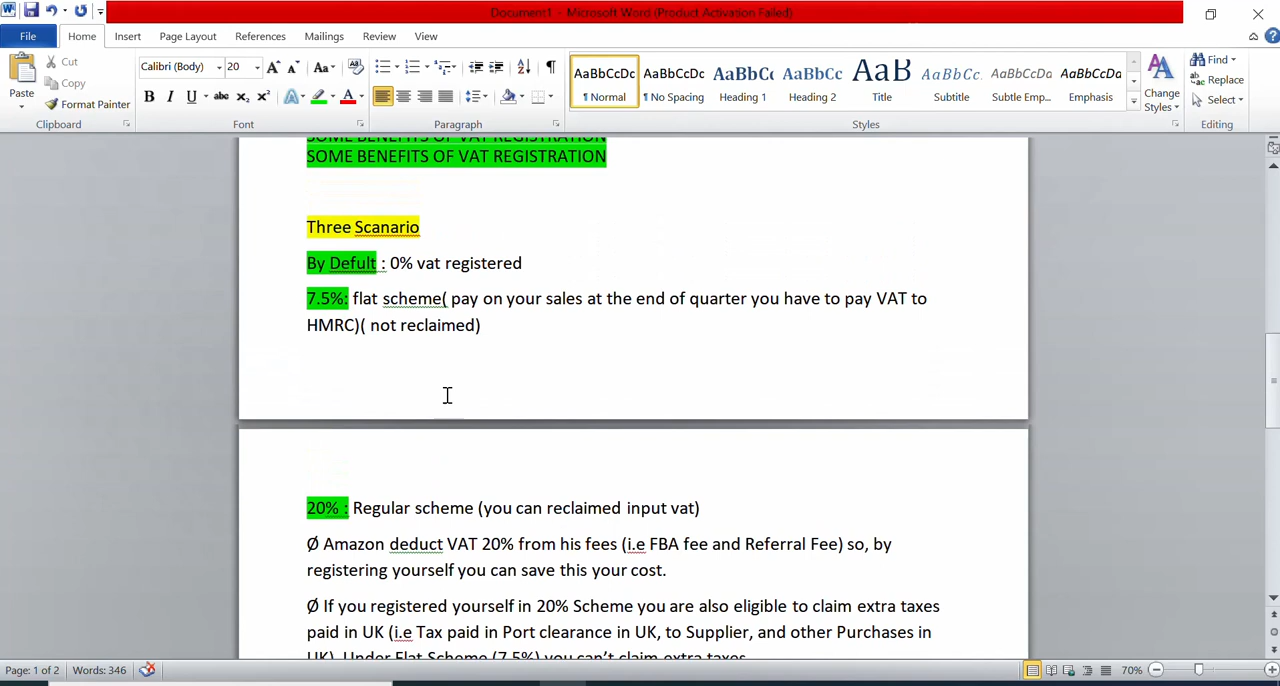 Document1 - Microsoft Word (Product Activation Failed)
File Home Insert Page Layout References Mailings Review View
Paste
Cut
Copy
Format Painter
Clipboard
Calibri (Body) 20
Font
Paragraph
AaBbCcDc AaBbCcDc AaBbCc AaBbCc AaB AaBbCc. AaBbCcDa AaBbCcDa
¶ Normal ¶ No Spacing Heading 1 Heading 2 Title Subtitle Subtle Emp... Emphasis
Change
Styles
Styles
Find
Replace
Select
Editing
SOME BENEFITS OF VAT REGISTRATION
SOME BENEFITS OF VAT REGISTRATION
Three Scanario
By Defult : 0% vat registered
7.5%: flat scheme( pay on your sales at the end of quarter you have to pay VAT to
HMRC)( not reclaimed)
20% : Regular scheme (you can reclaimed input vat)
Ø Amazon deduct VAT 20% from his fees (i.e FBA fee and Referral Fee) so, by
registering yourself you can save this your cost.
Ø If you registered yourself in 20% Scheme you are also eligible to claim extra taxes
paid in UK (i.e Tax paid in Port clearance in UK, to Supplier, and other Purchases in
UK). Under Flat Scheme (7.5%) you can't claim extra taxes
Page: 1 of 2 Words: 346 70%